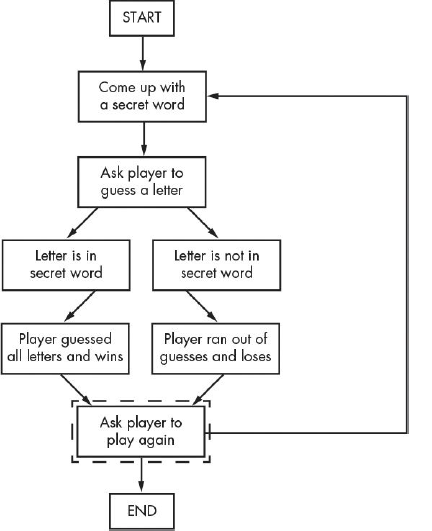 START
Come up with
a secret word
Ask player to
guess a letter
Letter is in
secret word
Letter is not in
secret word
Player guessed
all letters and wins
Player ran out of
guesses and loses
Ask player to
play again
END